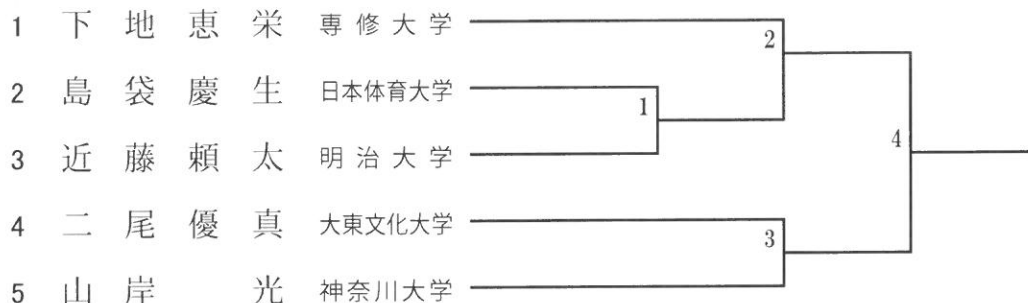 1 下地恵栄 専修大学
2 島袋慶生 日本体育大学
3 近藤頼太 明治大学
4 二尾優真 大東文化大学
5 山岸光 神奈川大学
2
1
4
3